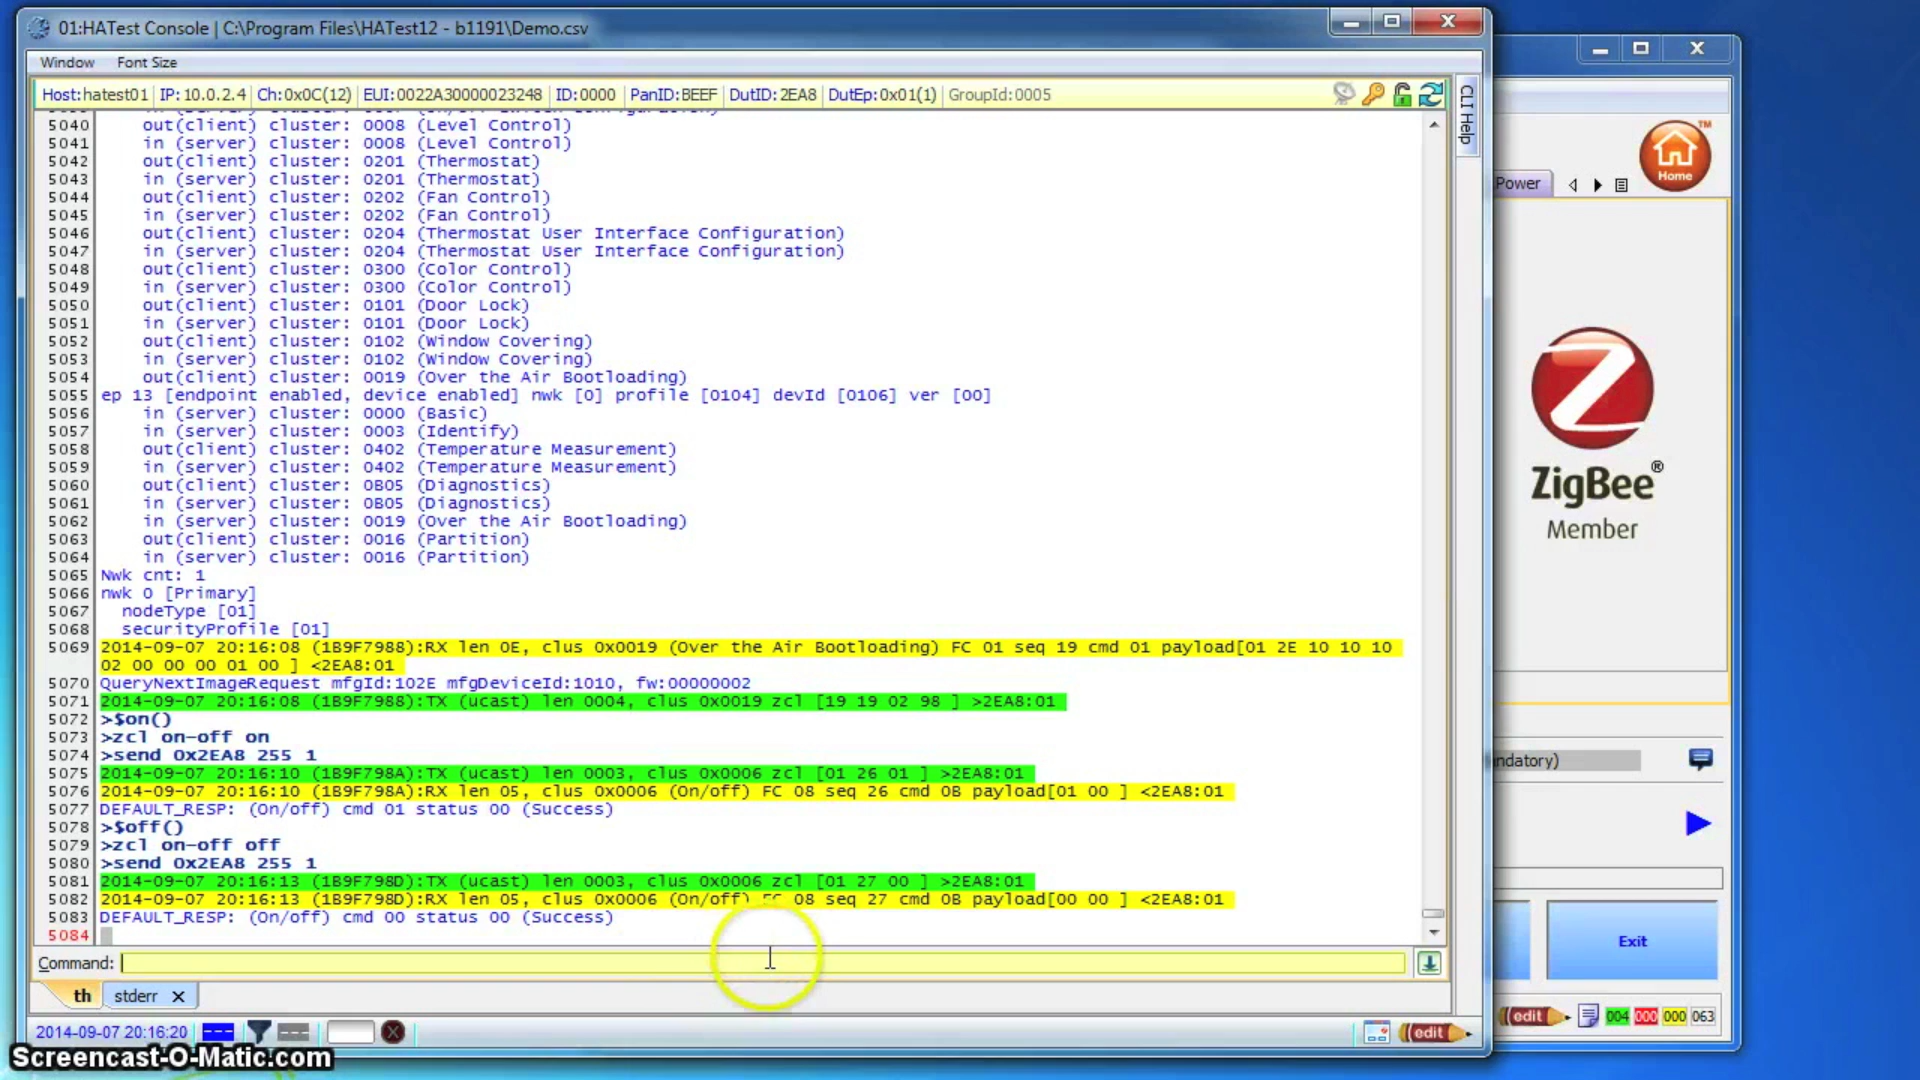 01:HATest Console | C:\Program Files\HATest12 - b1191\Demo.csv
Window Font Size
Host:hatest01 IP: 10.0.2.4 Ch:0x0C(12) EUI:0022A30000023248 ID:0000 PanID:BEEF DutID:2EA8 DutEp:0x01(1) GroupId:0005
CLI Help
5040 out(client) cluster: 0008 (Level Control)
5041 in (server) cluster: 0008 (Level Control)
5042 out(client) cluster: 0201 (Thermostat)
5043 in (server) cluster: 0201 (Thermostat)
5044 out(client) cluster: 0202 (Fan Control)
5045 in (server) cluster: 0202 (Fan Control)
5046 out(client) cluster: 0204 (Thermostat User Interface Configuration)
5047 in (server) cluster: 0204 (Thermostat User Interface Configuration)
5048 out(client) cluster: 0300 (Color Control)
5049 in (server) cluster: 0300 (Color Control)
5050 out(client) cluster: 0101 (Door Lock)
5051 in (server) cluster: 0101 (Door Lock)
5052 out(client) cluster: 0102 (Window Covering)
5053 in (server) cluster: 0102 (Window Covering)
5054 out(client) cluster: 0019 (Over the Air Bootloading)
5055 ep 13 [endpoint enabled, device enabled] nwk [0] profile [0104] devId [0106] ver [00]
5056 in (server) cluster: 0000 (Basic)
5057 in (server) cluster: 0003 (Identify)
5058 out(client) cluster: 0402 (Temperature Measurement)
5059 in (server) cluster: 0402 (Temperature Measurement)
5060 out(client) cluster: 0B05 (Diagnostics)
5061 in (server) cluster: 0B05 (Diagnostics)
5062 in (server) cluster: 0019 (Over the Air Bootloading)
5063 out(client) cluster: 0016 (Partition)
5064 in (server) cluster: 0016 (Partition)
5065 Nwk cnt: 1
5066 nwk 0 [Primary]
5067 nodeType [01]
5068 securityProfile [01]
5069 2014-09-07 20:16:08 (1B9F7988):RX len 0E, clus 0x0019 (Over the Air Bootloading) FC 01 seq 19 cmd 01 payload[01 2E 10 10 10
02 00 00 00 01 00 ] <2EA8:01
5070 QueryNextImageRequest mfgId:102E mfgDeviceId:1010, fw:00000002
5071 2014-09-07 20:16:08 (1B9F7988):TX (ucast) len 0004, clus 0x0019 zcl [19 19 02 98 ] >2EA8:01
5072 >$on()
5073 >zcl on-off on
5074 >send 0x2EA8 255 1
5075 2014-09-07 20:16:10 (1B9F798A):TX (ucast) len 0003, clus 0x0006 zcl [01 26 01 ] >2EA8:01
5076 2014-09-07 20:16:10 (1B9F798A):RX len 05, clus 0x0006 (On/off) FC 08 seq 26 cmd 0B payload[01 00 ] <2EA8:01
5077 DEFAULT_RESP: (On/off) cmd 01 status 00 (Success)
5078 >$off()
5079 >zcl on-off off
5080 >send 0x2EA8 255 1
5081 2014-09-07 20:16:13 (1B9F798D):TX (ucast) len 0003, clus 0x0006 zcl [01 27 00 ] >2EA8:01
5082 2014-09-07 20:16:13 (1B9F798D):RX len 05, clus 0x0006 (On/off) FC 08 seq 27 cmd 0B payload[00 00 ] <2EA8:01
5083 DEFAULT_RESP: (On/off) cmd 00 status 00 (Success)
5084
Command:
th stderr
2014-09-07 20:16:20
edit
Power
Home
TM
ZigBee®
Member
ndatory)
Exit
edit 004 000 000 063
Screencast-O-Matic.com